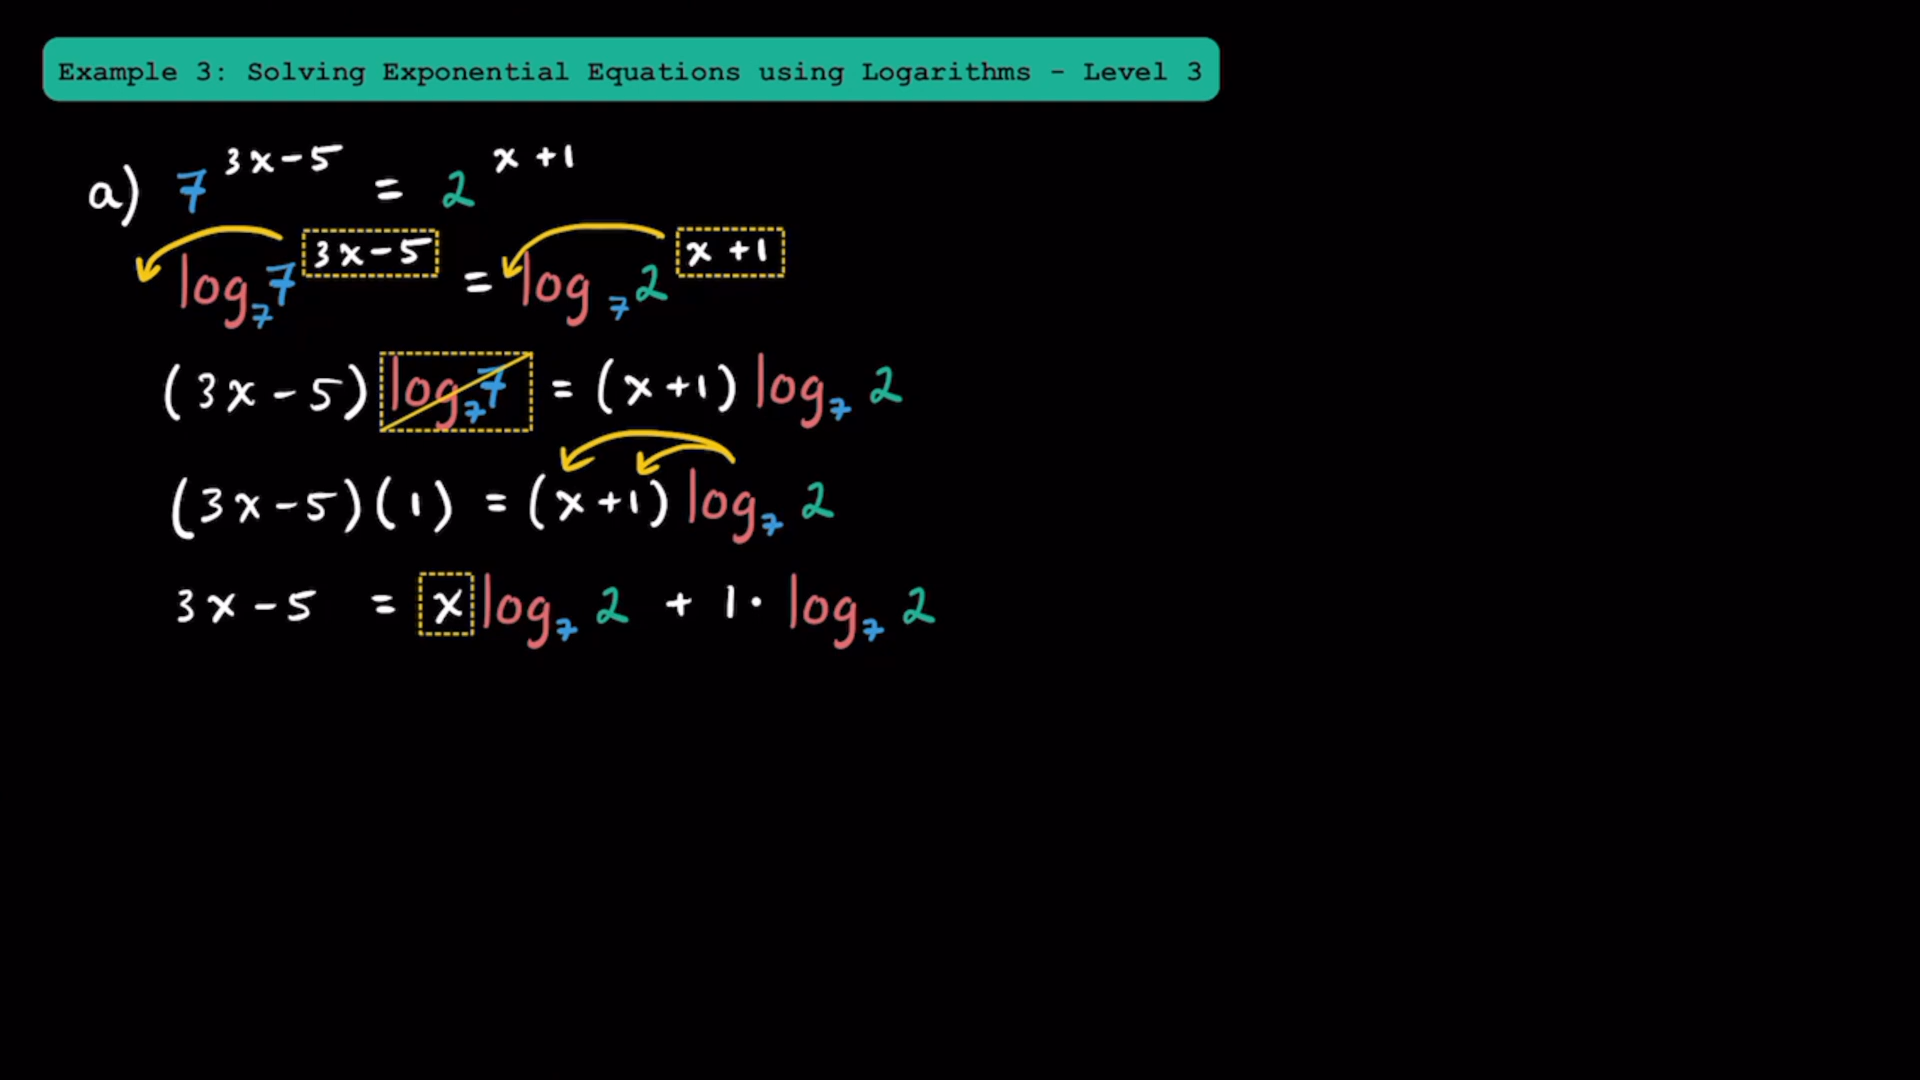 Example 3: Solving Exponential Equations using Logarithms - Level 3
a) 7^(3x-5) = 2^(x+1)
log₇7^(3x-5) = log₇2^(x+1)
(3x-5) log₇7 = (x+1) log₇2
(3x-5)(1) = (x+1) log₇2
3x-5 = x log₇2 + 1· log₇2